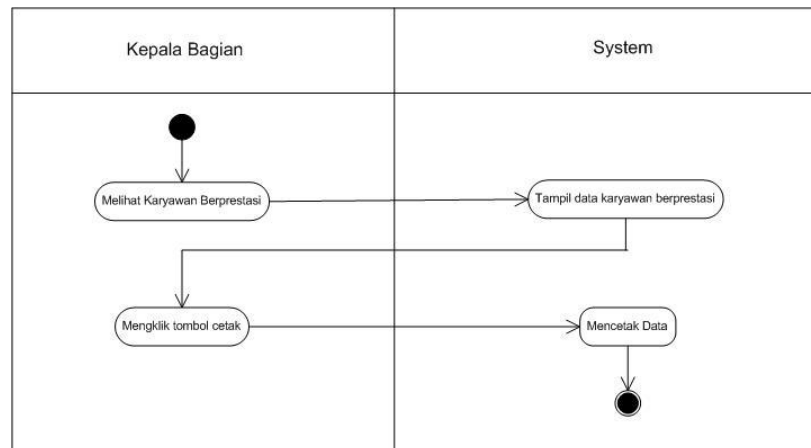 Kepala Bagian
System
Melihat Karyawan Berprestasi
Tampil data karyawan berprestasi
Mengklik tombol cetak
Mencetak Data